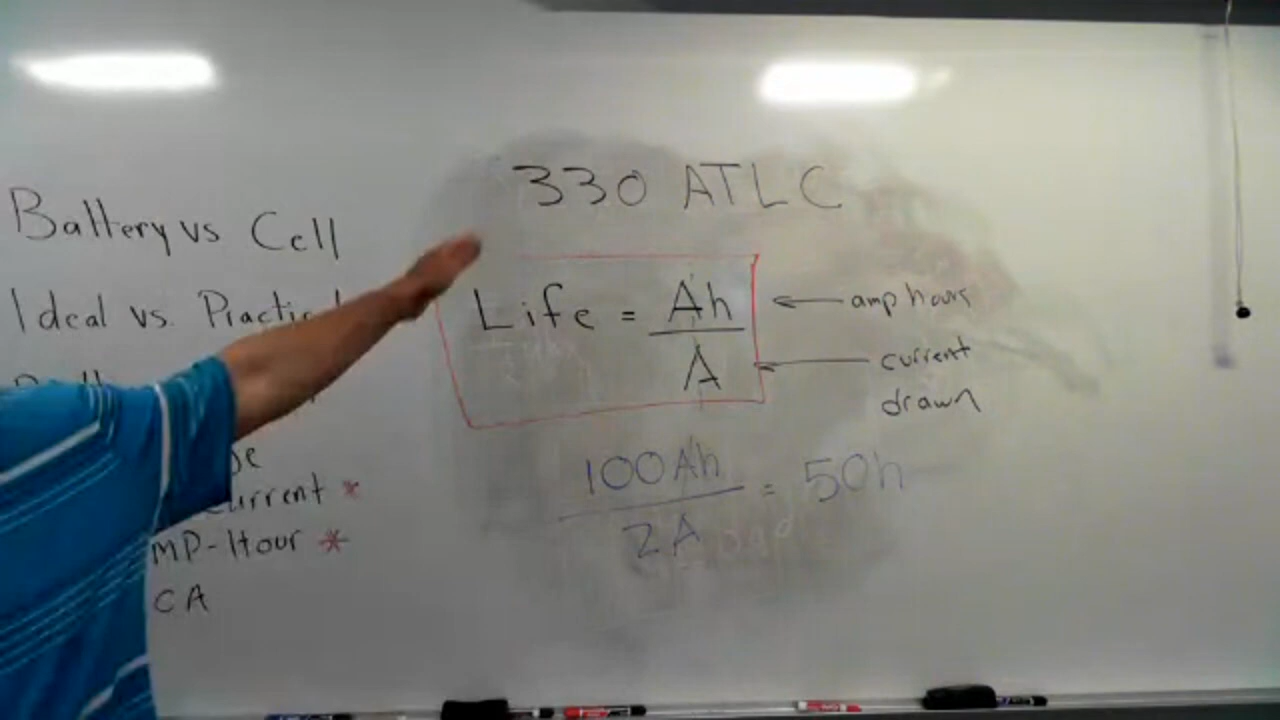 Battery vs Cell
Ideal vs. Practical
current *
MP-Hour *
CA
330 ATLC
Life = Ah / A
← amp hours
← current drawn
100Ah / 2A = 50h